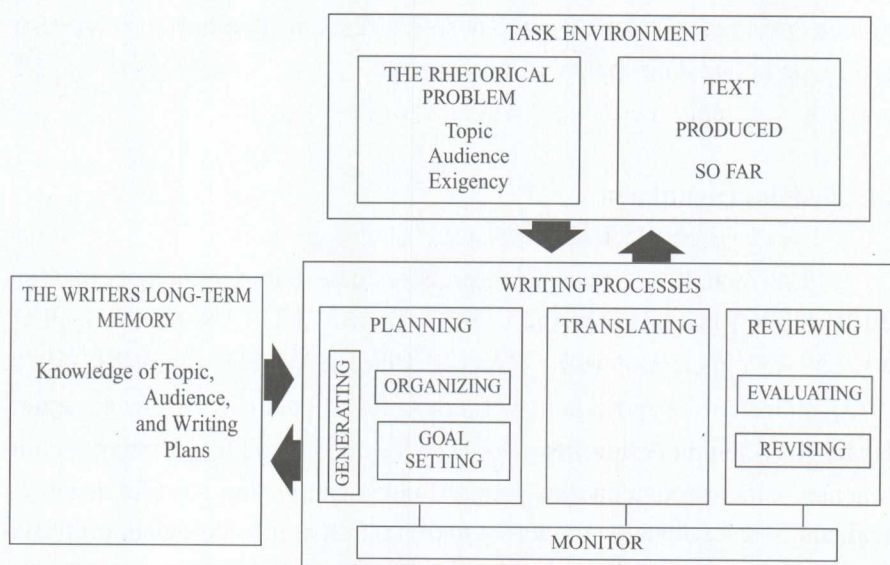 TASK ENVIRONMENT
THE RHETORICAL
PROBLEM
Topic
Audience
Exigency
TEXT
PRODUCED
SO FAR
THE WRITERS LONG-TERM
MEMORY
Knowledge of Topic,
Audience,
and Writing
Plans
WRITING PROCESSES
PLANNING
GENERATING
ORGANIZING
GOAL
SETTING
TRANSLATING
REVIEWING
EVALUATING
REVISING
MONITOR